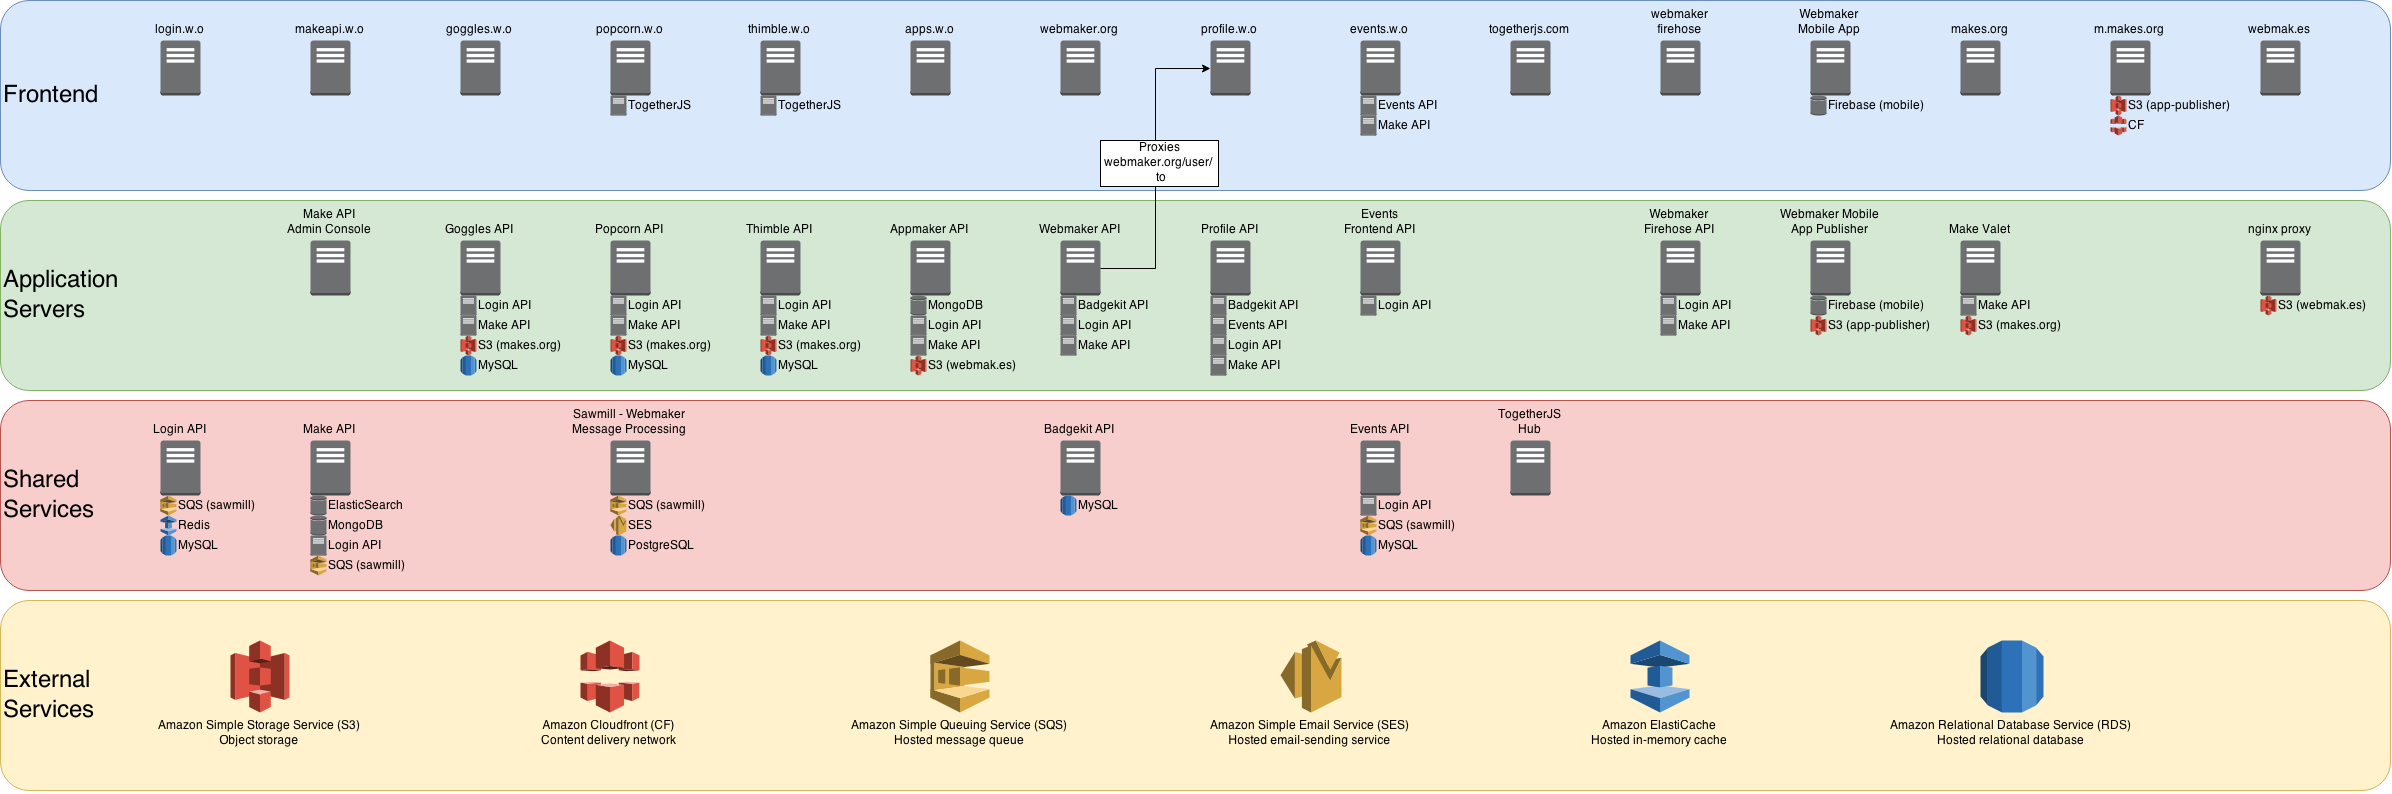 Frontend
login.w.o
makeapi.w.o
goggles.w.o
popcorn.w.o
TogetherJS
thimble.w.o
TogetherJS
apps.w.o
webmaker.org
profile.w.o
events.w.o
Events API
Make API
togetherjs.com
webmaker
firehose
Webmaker
Mobile App
Firebase (mobile)
makes.org
m.makes.org
S3 (app-publisher)
CF
webmak.es
Proxies
webmaker.org/user/
to
Application
Servers
Make API
Admin Console
Goggles API
Login API
Make API
S3 (makes.org)
MySQL
Popcorn API
Login API
Make API
S3 (makes.org)
MySQL
Thimble API
Login API
Make API
S3 (makes.org)
MySQL
Appmaker API
MongoDB
Login API
Make API
S3 (webmak.es)
Webmaker API
Badgekit API
Login API
Make API
Profile API
Badgekit API
Events API
Login API
Make API
Events
Frontend API
Login API
Webmaker
Firehose API
Login API
Make API
Webmaker Mobile
App Publisher
Firebase (mobile)
S3 (app-publisher)
Make Valet
Make API
S3 (makes.org)
nginx proxy
S3 (webmak.es)
Shared
Services
Login API
SQS (sawmill)
Redis
MySQL
Make API
ElasticSearch
MongoDB
Login API
SQS (sawmill)
Sawmill - Webmaker
Message Processing
SQS (sawmill)
SES
PostgreSQL
Badgekit API
MySQL
Events API
Login API
SQS (sawmill)
MySQL
TogetherJS
Hub
External
Services
Amazon Simple Storage Service (S3)
Object storage
Amazon Cloudfront (CF)
Content delivery network
Amazon Simple Queuing Service (SQS)
Hosted message queue
Amazon Simple Email Service (SES)
Hosted email-sending service
Amazon ElastiCache
Hosted in-memory cache
Amazon Relational Database Service (RDS)
Hosted relational database